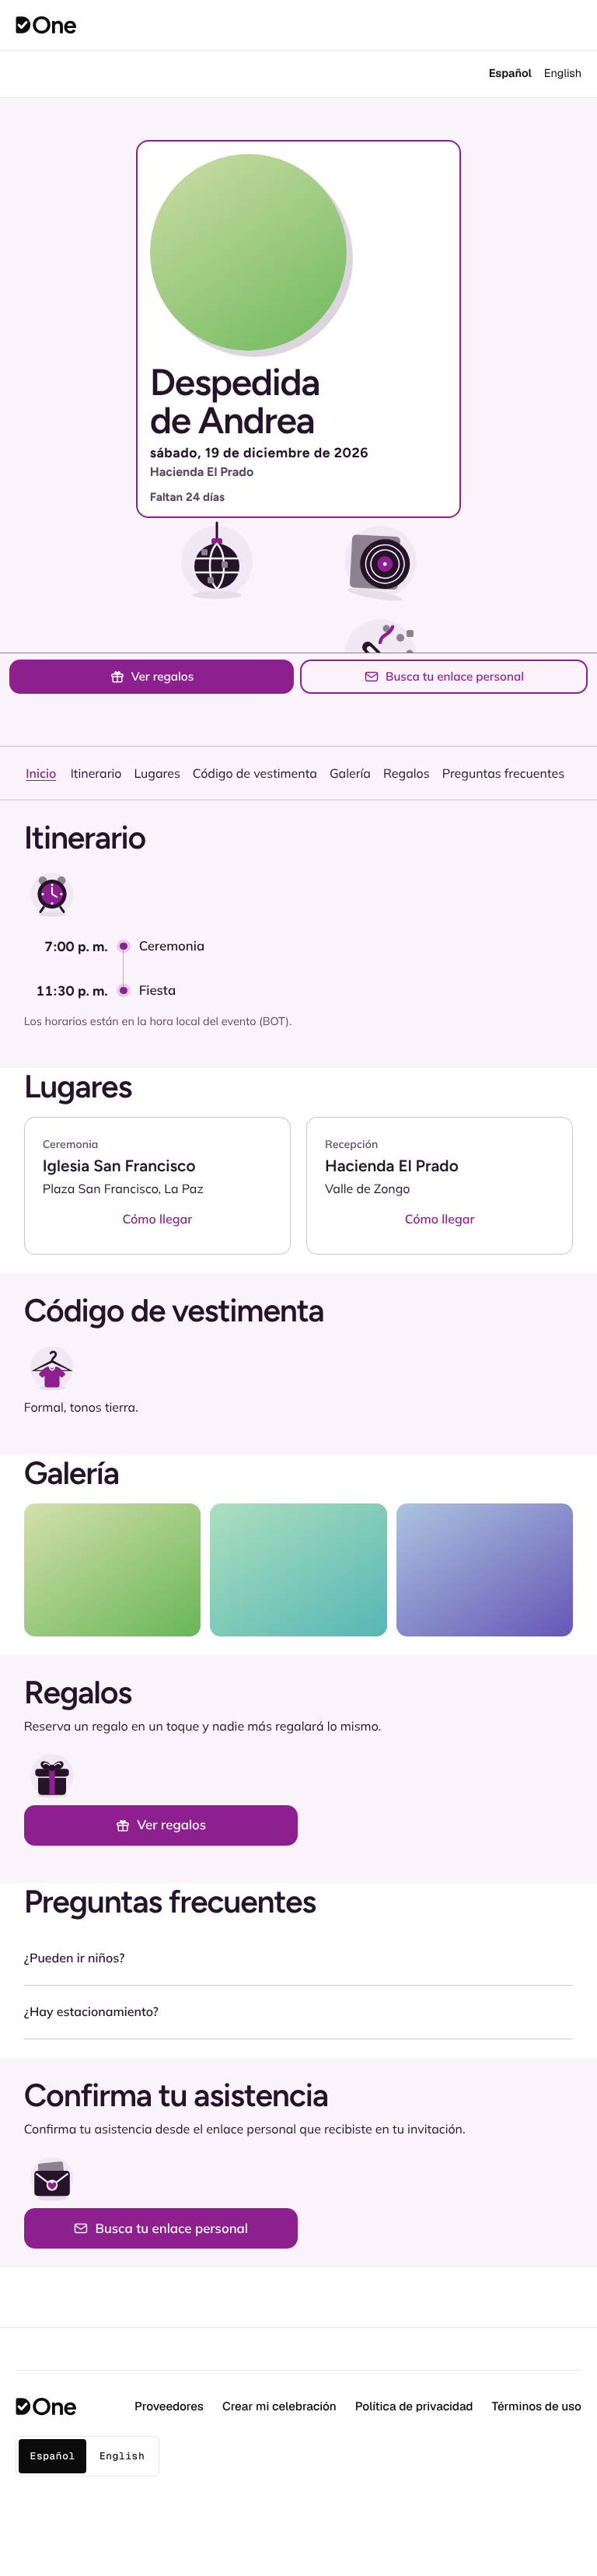 One
Español English
Despedida
de Andrea
sábado, 19 de diciembre de 2026
Hacienda El Prado
Faltan 24 días
Ver regalos
Busca tu enlace personal
Inicio Itinerario Lugares Código de vestimenta Galería Regalos Preguntas frecuentes
Itinerario
7:00 p. m. Ceremonia
11:30 p. m. Fiesta
Los horarios están en la hora local del evento (BOT).
Lugares
Ceremonia
Iglesia San Francisco
Plaza San Francisco, La Paz
Cómo llegar
Recepción
Hacienda El Prado
Valle de Zongo
Cómo llegar
Código de vestimenta
Formal, tonos tierra.
Galería
Regalos
Reserva un regalo en un toque y nadie más regalará lo mismo.
Ver regalos
Preguntas frecuentes
¿Pueden ir niños?
¿Hay estacionamiento?
Confirma tu asistencia
Confirma tu asistencia desde el enlace personal que recibiste en tu invitación.
Busca tu enlace personal
One
Proveedores Crear mi celebración Política de privacidad Términos de uso
Español English